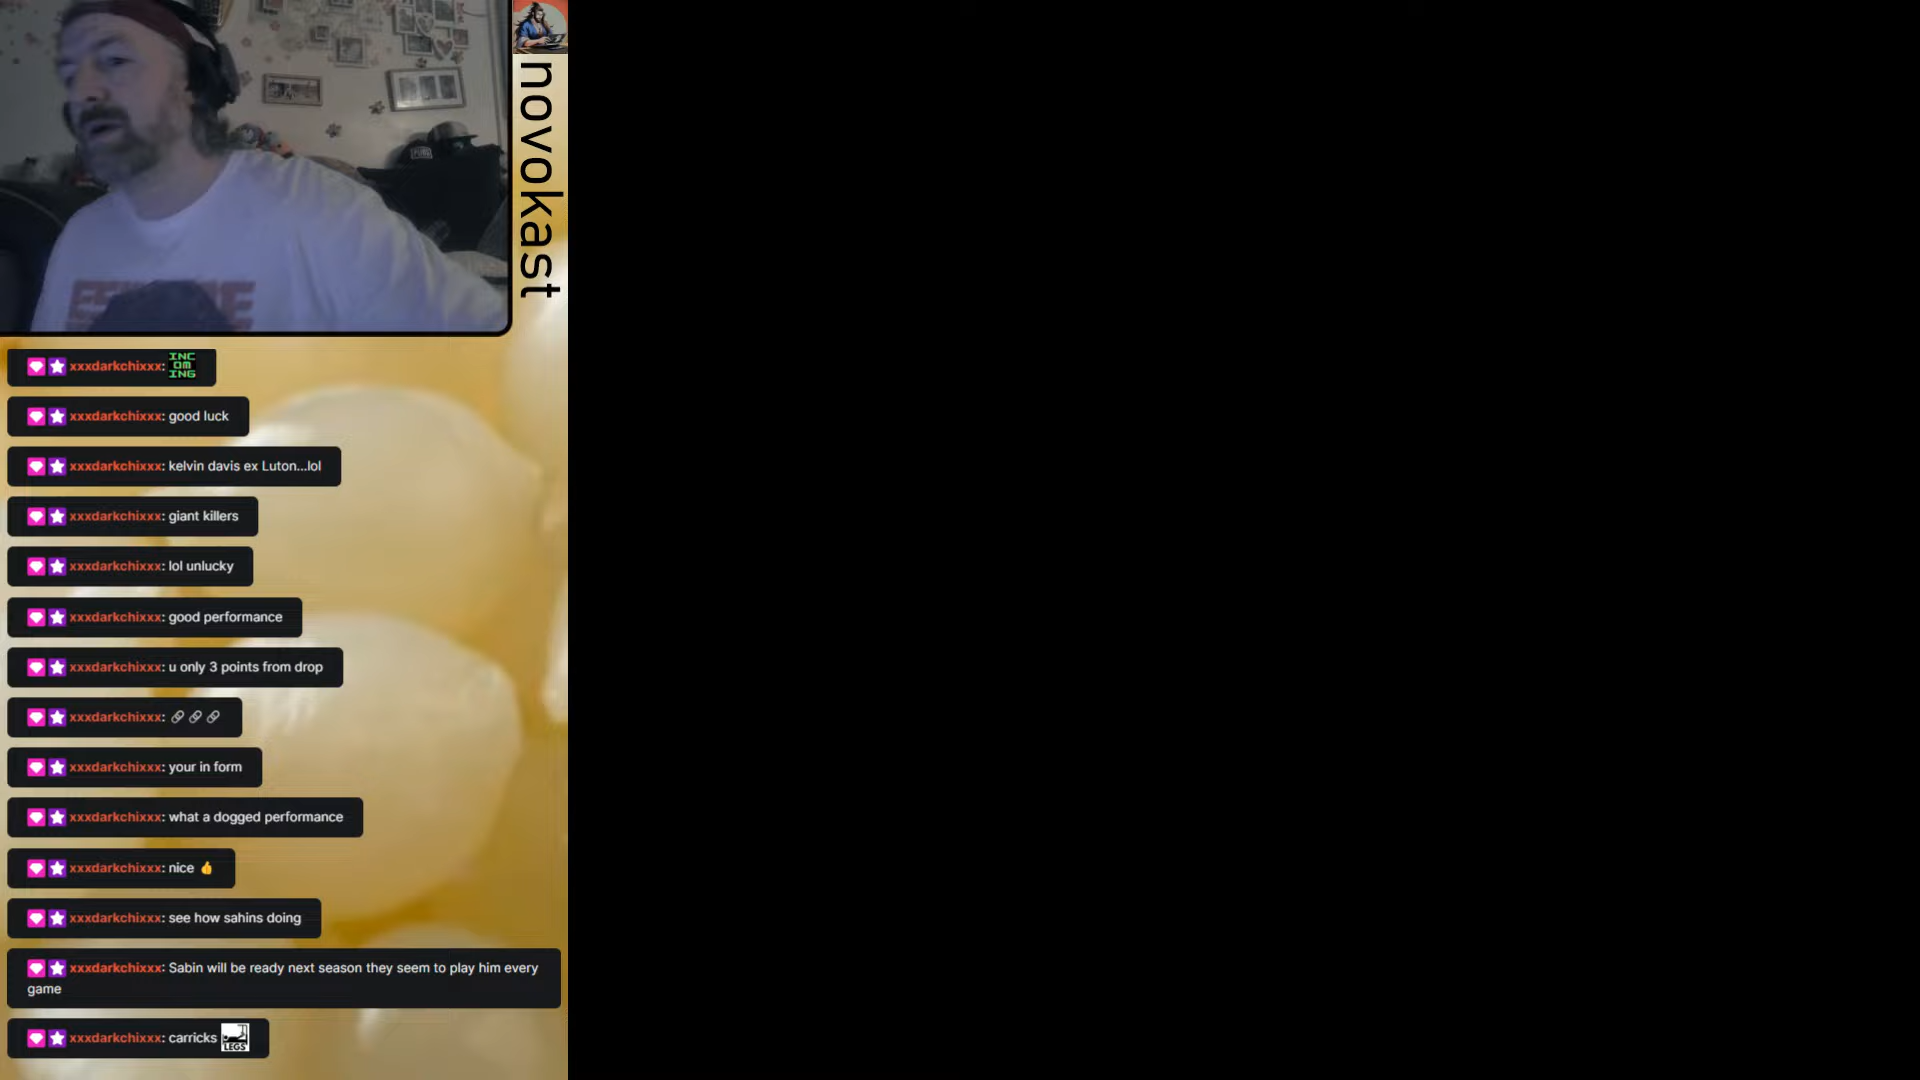 novokast
xxxdarkchixxx: INC
OM
ING
xxxdarkchixxx: good luck
xxxdarkchixxx: kelvin davis ex Luton...lol
xxxdarkchixxx: giant killers
xxxdarkchixxx: lol unlucky
xxxdarkchixxx: good performance
xxxdarkchixxx: u only 3 points from drop
xxxdarkchixxx: 🔗 🔗 🔗
xxxdarkchixxx: your in form
xxxdarkchixxx: what a dogged performance
xxxdarkchixxx: nice 👍
xxxdarkchixxx: see how sahins doing
xxxdarkchixxx: Sabin will be ready next season they seem to play him every
game
xxxdarkchixxx: carricks LEGS